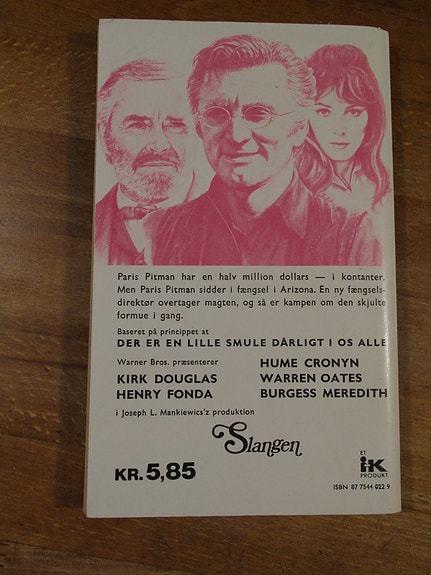 Paris Pitman har en halv million dollars — i kontanter.
Men Paris Pitman sidder i fængsel i Arizona. En ny fængsels-
direktør overtager magten, og så er kampen om den skjulte
formue i gang.
Baseret på princippet at
DER ER EN LILLE SMULE DÅRLIGT I OS ALLE
Warner Bros. præsenterer
KIRK DOUGLAS
HENRY FONDA
HUME CRONYN
WARREN OATES
BURGESS MEREDITH
i Joseph L. Mankiewics'z produktion
Slangen
KR. 5,85
ET
iK
PRODUKT
ISBN 87 7544 022 9